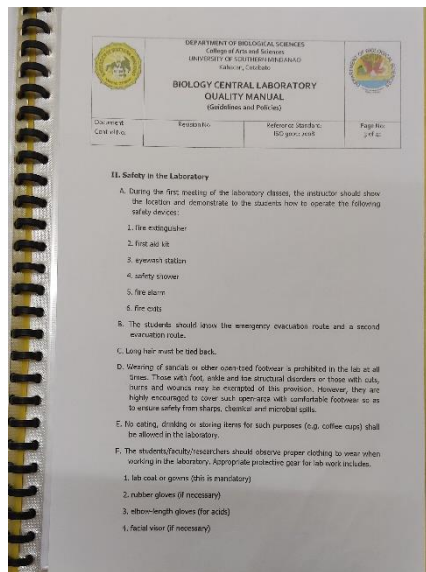 DEPARTMENT OF BIOLOGICAL SCIENCES
College of Arts and Sciences
UNIVERSITY OF SOUTHERN MINDANAO
Kabacan, Cotabato
BIOLOGY CENTRAL LABORATORY
QUALITY MANUAL
(Guidelines and Policies)
Document
Control No.
Revision No.
Reference Standard:
ISO 9001:2008
Page No:
II. Safety in the Laboratory
A. During the first meeting of the laboratory classes, the instructor should show
the location and demonstrate to the students how to operate the following
safety devices:
1. fire extinguisher
2. first aid kit
3. eyewash station
4. safety shower
5. fire alarm
6. fire exits
B. The students should know the emergency evacuation route and a second
evacuation route.
C. Long hair must be tied back.
D. Wearing of sandals or other open-toed footwear is prohibited in the lab at all
times. Those with foot, ankle and toe structural disorders or those with cuts,
burns and wounds may be exempted of this provision. However, they are
highly encouraged to cover such open-area with comfortable footwear so as
to ensure safety from sharps, chemical and microbial spills.
E. No eating, drinking or storing items for such purposes (e.g. coffee cups) shall
be allowed in the laboratory.
F. The students/faculty/researchers should observe proper clothing to wear when
working in the laboratory. Appropriate protective gear for lab work includes.
1. lab coat or gowns (this is mandatory)
2. rubber gloves (if necessary)
3. elbow-length gloves (for acids)
4. facial visor (if necessary)